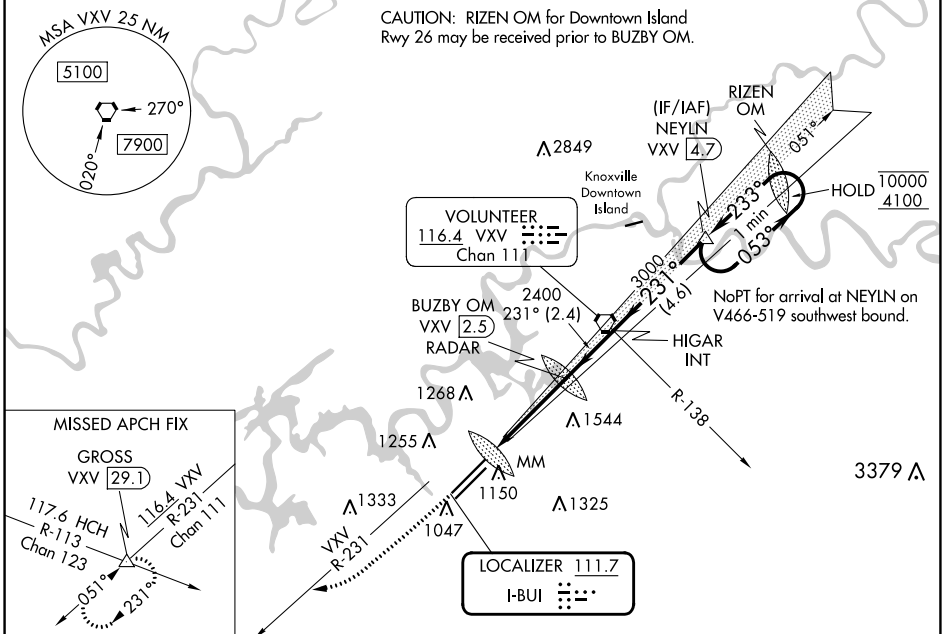 MSA VXV 25 NM
5100
270°
7900
020°
CAUTION: RIZEN OM for Downtown Island
Rwy 26 may be received prior to BUZBY OM.
RIZEN
OM
(IF/IAF)
NEYLN
VXV 4.7
051°
2849
Knoxville
Downtown
Island
HOLD 10000
4100
233°
1 min
053°
VOLUNTEER
116.4 VXV
Chan 111
3000
231°
(4.6)
NoPT for arrival at NEYLN on
V466-519 southwest bound.
2400
231° (2.4)
BUZBY OM
VXV 2.5
RADAR
HIGAR
INT
R-138
1268
1544
1255
MM
1150
3379
1333
1047
1325
VXV
R-231
LOCALIZER 111.7
I-BUI
MISSED APCH FIX
GROSS
VXV 29.1
116.4 VXV
R-231
Chan 111
117.6 HCH
R-113
Chan 123
051°
231°